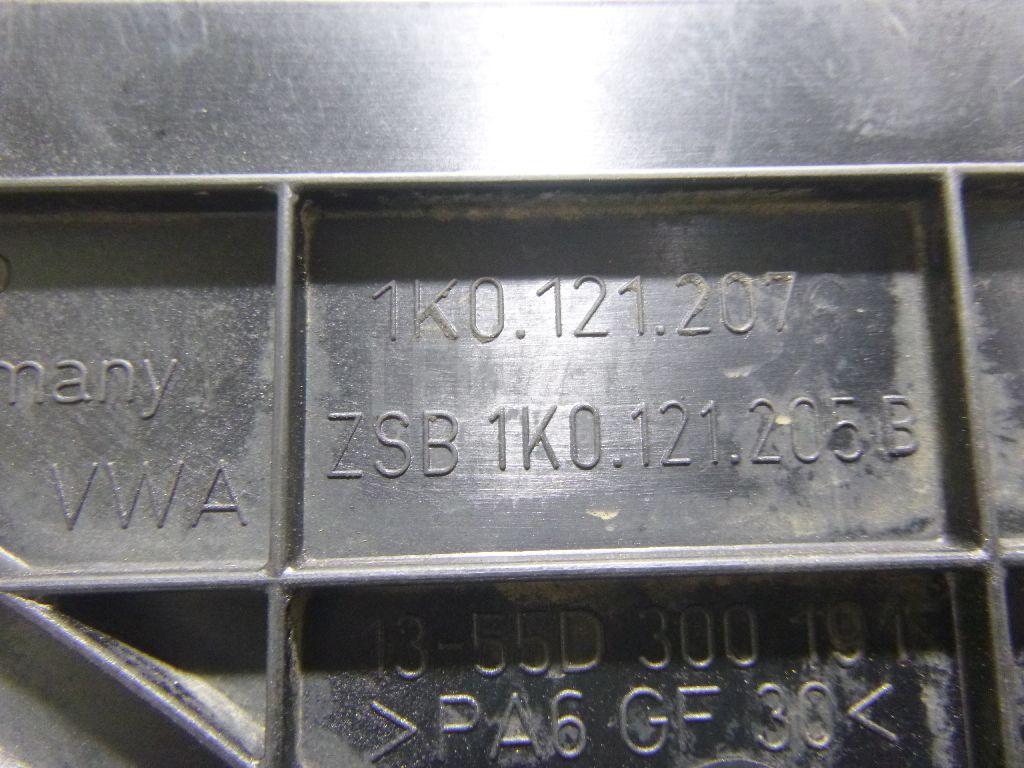 many
VWA
1K0.121.207
ZSB 1K0.121.205 B
13-55D 300 191
>PA6 GF 30<